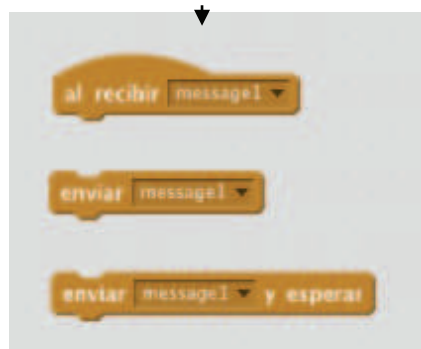 al recibir message1
enviar message1
enviar message1 y esperar